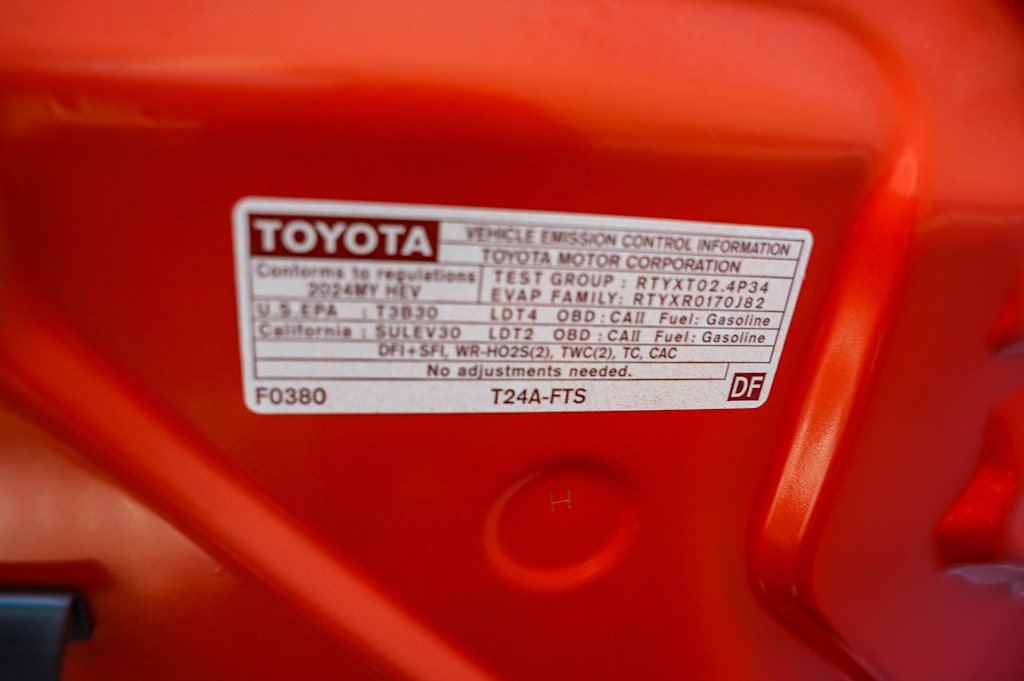 TOYOTA
VEHICLE EMISSION CONTROL INFORMATION
TOYOTA MOTOR CORPORATION
Conforms to regulations
2024MY HEV
TEST GROUP : RTYXT02.4P34
EVAP FAMILY: RTYXR0170J82
U.S.EPA : T3B30 LDT4 OBD : CAII Fuel: Gasoline
California : SULEV30 LDT2 OBD : CAII Fuel: Gasoline
DFI+SFI, WR-HO2S(2), TWC(2), TC, CAC
No adjustments needed.
F0380 T24A-FTS DF
H